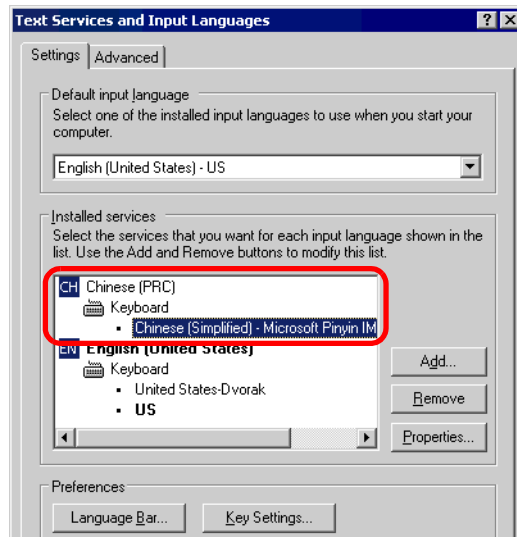 Text Services and Input Languages
Settings
Advanced
Default input language
Select one of the installed input languages to use when you start your
computer.
English (United States) - US
Installed services
Select the services that you want for each input language shown in the
list. Use the Add and Remove buttons to modify this list.
CH Chinese (PRC)
Keyboard
Chinese (Simplified) - Microsoft Pinyin IM
EN English (United States)
Keyboard
United States-Dvorak
US
Add...
Remove
Properties...
Preferences
Language Bar...
Key Settings...